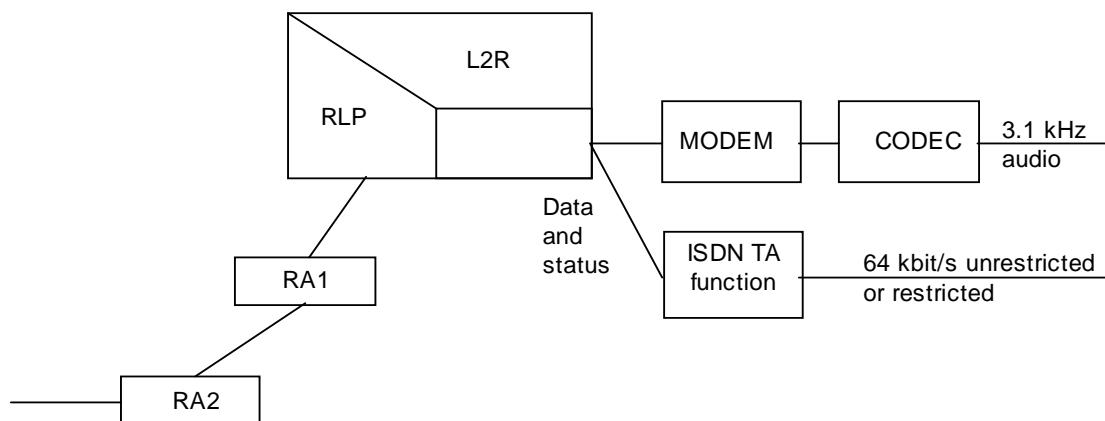 L2R
RLP
MODEM
CODEC
3.1 kHz
audio
Data
and
status
ISDN TA
function
64 kbit/s unrestricted
or restricted
RA1
RA2